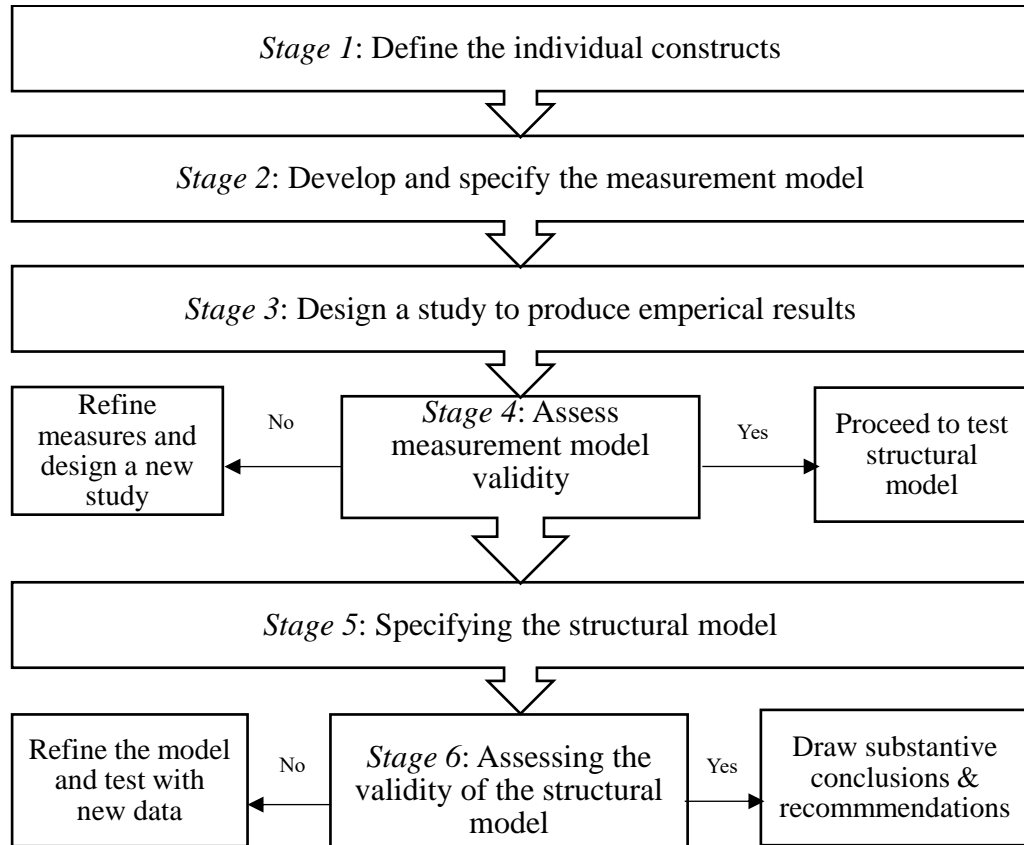 Stage 1: Define the individual constructs
Stage 2: Develop and specify the measurement model
Stage 3: Design a study to produce emperical results
Refine
measures and
design a new
study
No
Stage 4: Assess
measurement model
validity
Yes
Proceed to test
structural
model
Stage 5: Specifying the structural model
Refine the model
and test with
new data
No
Stage 6: Assessing the
validity of the structural
model
Yes
Draw substantive
conclusions &
recommmendations